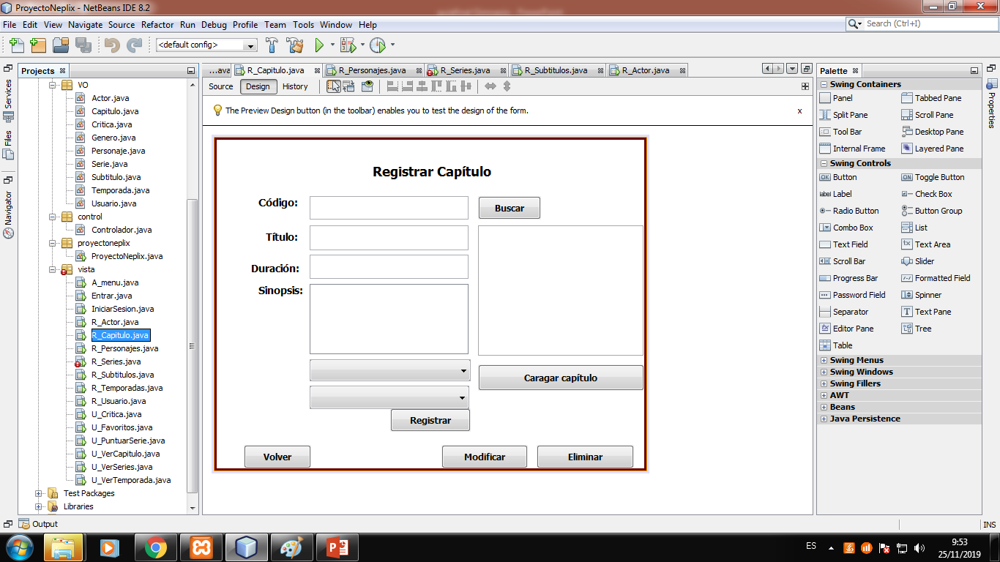 ProyectoNeplix - NetBeans IDE 8.2
File Edit View Navigate Source Refactor Run Debug Profile Team Tools Window Help
Search (Ctrl+I)
<default config>
Projects
Services
Files
Navigator
VO
Actor.java
Capitulo.java
Critica.java
Genero.java
Personaje.java
Serie.java
Subtitulo.java
Temporada.java
Usuario.java
control
Controlador.java
proyectoneplix
ProyectoNeplix.java
vista
A_menu.java
Entrar.java
IniciarSesion.java
R_Actor.java
R_Capitulo.java
R_Personajes.java
R_Series.java
R_Subtitulos.java
R_Temporadas.java
R_Usuario.java
U_Critica.java
U_Favoritos.java
U_PuntuarSerie.java
U_VerCapitulo.java
U_VerSeries.java
U_VerTemporada.java
Test Packages
Libraries
...ava R_Capitulo.java R_Personajes.java R_Series.java R_Subtitulos.java R_Actor.java
Source Design History
The Preview Design button (in the toolbar) enables you to test the design of the form. x
Registrar Capítulo
Código:
Buscar
Título:
Duración:
Sinopsis:
Caragar capítulo
Registrar
Volver Modificar Eliminar
Palette
Swing Containers
Panel Tabbed Pane
Split Pane Scroll Pane
Tool Bar Desktop Pane
Internal Frame Layered Pane
Swing Controls
OK Button ON Toggle Button
label Label Check Box
Radio Button Button Group
Combo Box List
Text Field Text Area
Scroll Bar Slider
Progress Bar Formatted Field
Password Field Spinner
Separator T Text Pane
Editor Pane Tree
Table
Swing Menus
Swing Windows
Swing Fillers
AWT
Beans
Java Persistence
Properties
Output
INS
ES
9:53
25/11/2019